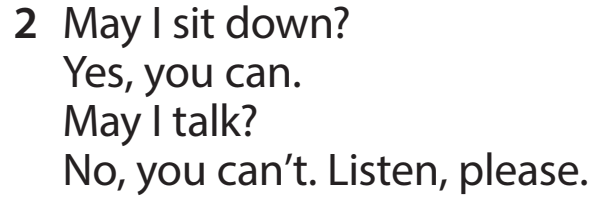 2 May I sit down?
Yes, you can.
May I talk?
No, you can't. Listen, please.